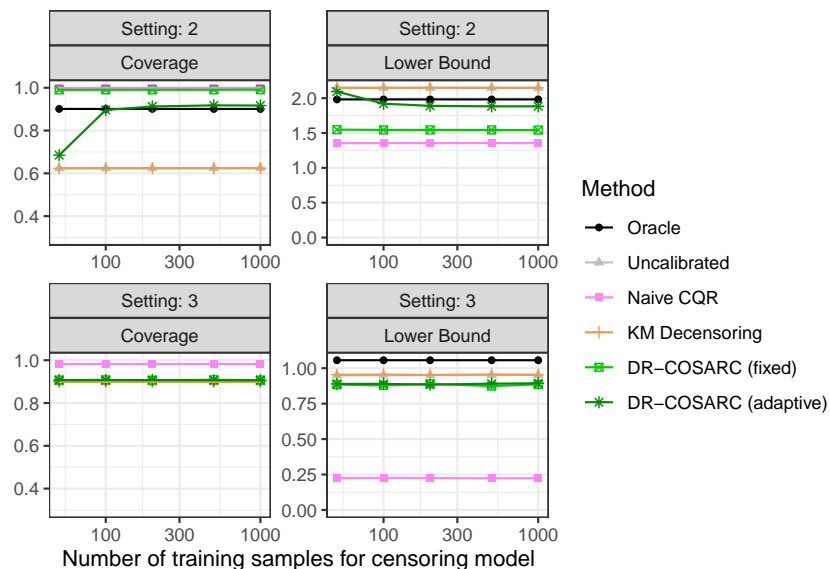 Setting: 2
Setting: 2
Coverage
Lower Bound
1.0
0.8
0.6
0.4
2.0
1.5
1.0
0.5
0.0
100
300
1000
100
300
1000
Setting: 3
Setting: 3
Coverage
Lower Bound
1.0
0.8
0.6
0.4
1.00
0.75
0.50
0.25
0.00
100
300
1000
100
300
1000
Number of training samples for censoring model
Method
Oracle
Uncalibrated
Naive CQR
KM Decensoring
DR−COSARC (fixed)
DR−COSARC (adaptive)